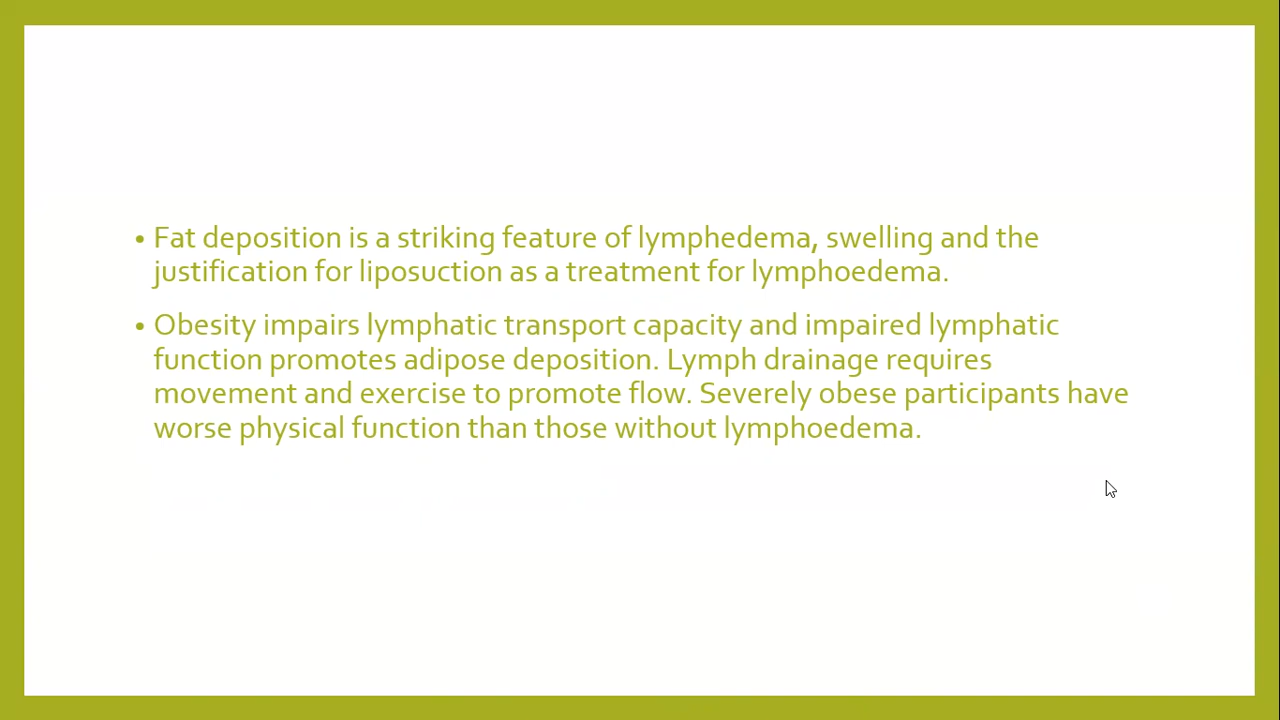 • Fat deposition is a striking feature of lymphedema, swelling and the
justification for liposuction as a treatment for lymphoedema.
• Obesity impairs lymphatic transport capacity and impaired lymphatic
function promotes adipose deposition. Lymph drainage requires
movement and exercise to promote flow. Severely obese participants have
worse physical function than those without lymphoedema.